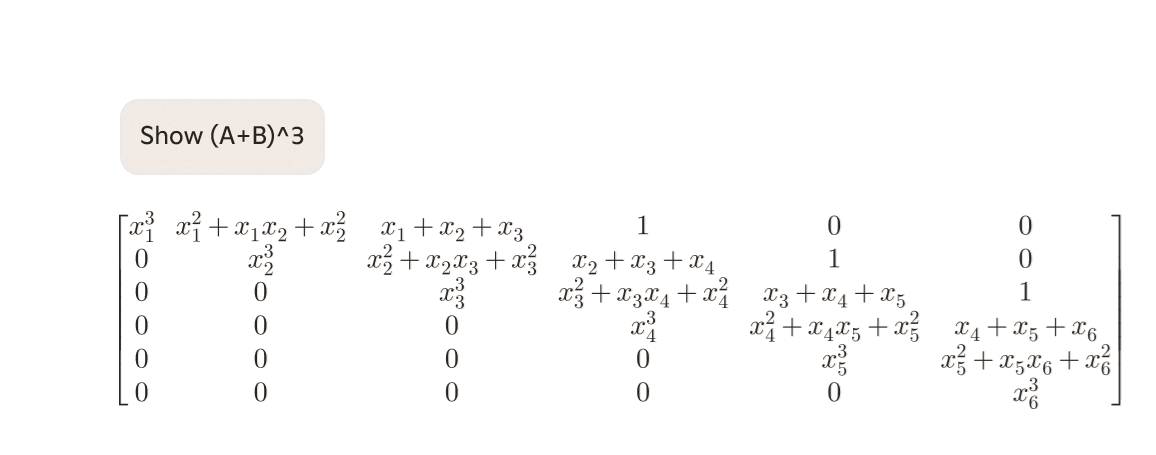 Show (A+B)^3
x_1^3 x_1^2 + x_1x_2 + x_2^2 x_1 + x_2 + x_3 1 0 0
0 x_2^3 x_2^2 + x_2x_3 + x_3^2 x_2 + x_3 + x_4 1 0
0 0 x_3^3 x_3^2 + x_3x_4 + x_4^2 x_3 + x_4 + x_5 1
0 0 0 x_4^3 x_4^2 + x_4x_5 + x_5^2 x_4 + x_5 + x_6
0 0 0 0 x_5^3 x_5^2 + x_5x_6 + x_6^2
0 0 0 0 0 x_6^3